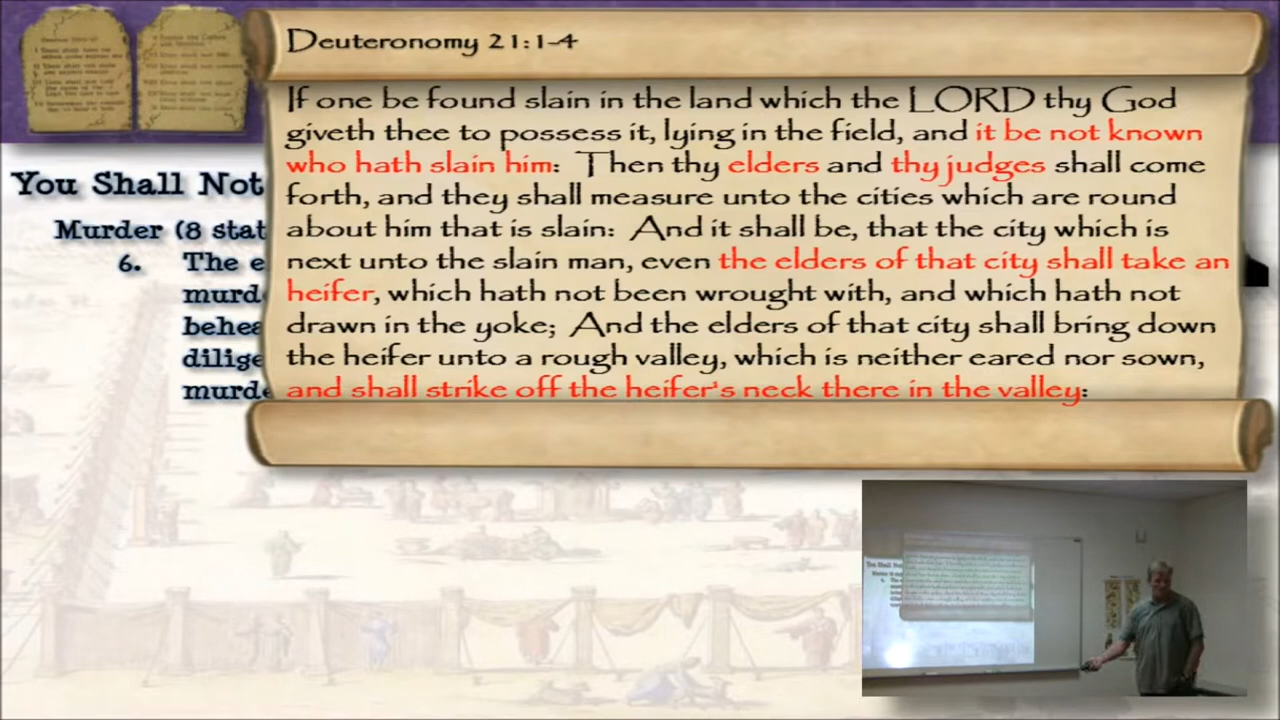 Deuteronomy 21:1-4
If one be found slain in the land which the LORD thy God
giveth thee to possess it, lying in the field, and it be not known
who hath slain him: Then thy elders and thy judges shall come
forth, and they shall measure unto the cities which are round
about him that is slain: And it shall be, that the city which is
next unto the slain man, even the elders of that city shall take an
heifer, which hath not been wrought with, and which hath not
drawn in the yoke; And the elders of that city shall bring down
the heifer unto a rough valley, which is neither eared nor sown,
and shall strike off the heifer's neck there in the valley:
You Shall Not
Murder (8 stat
6. The e
murd
behea
dilige
murde